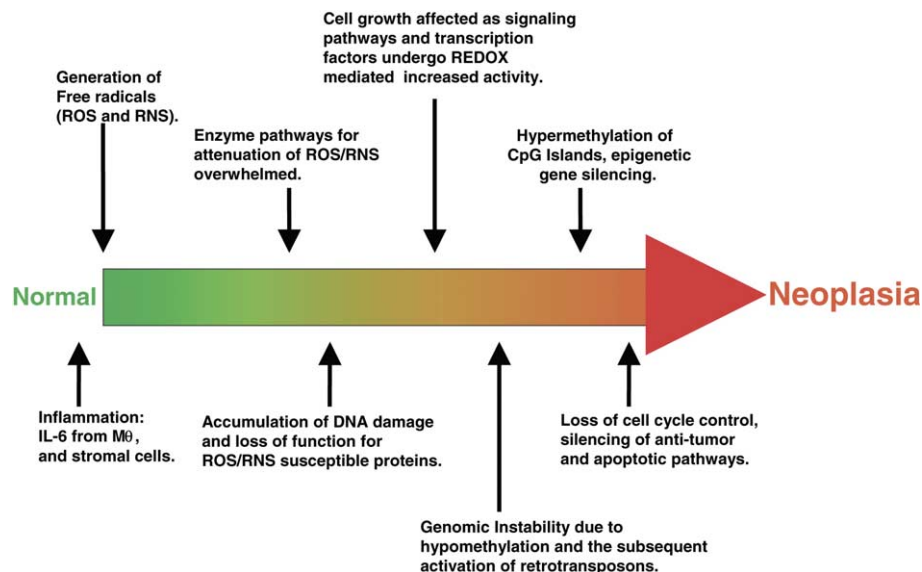 Cell growth affected as signaling
pathways and transcription
factors undergo REDOX
mediated increased activity.
Generation of
Free radicals
(ROS and RNS).
Enzyme pathways for
attenuation of ROS/RNS
overwhelmed.
Hypermethylation of
CpG Islands, epigenetic
gene silencing.
Normal
Neoplasia
Inflammation:
IL-6 from Mθ,
and stromal cells.
Accumulation of DNA damage
and loss of function for
ROS/RNS susceptible proteins.
Loss of cell cycle control,
silencing of anti-tumor
and apoptotic pathways.
Genomic Instability due to
hypomethylation and the subsequent
activation of retrotransposons.